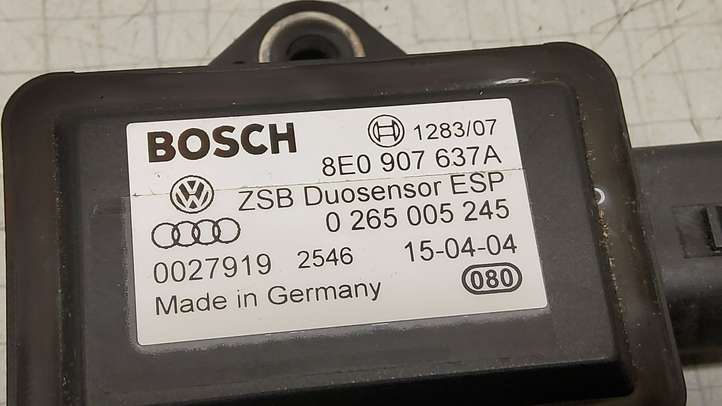 BOSCH 1283/07
8E0 907 637A
ZSB Duosensor ESP
0 265 005 245
0027919 2546 15-04-04
Made in Germany 080